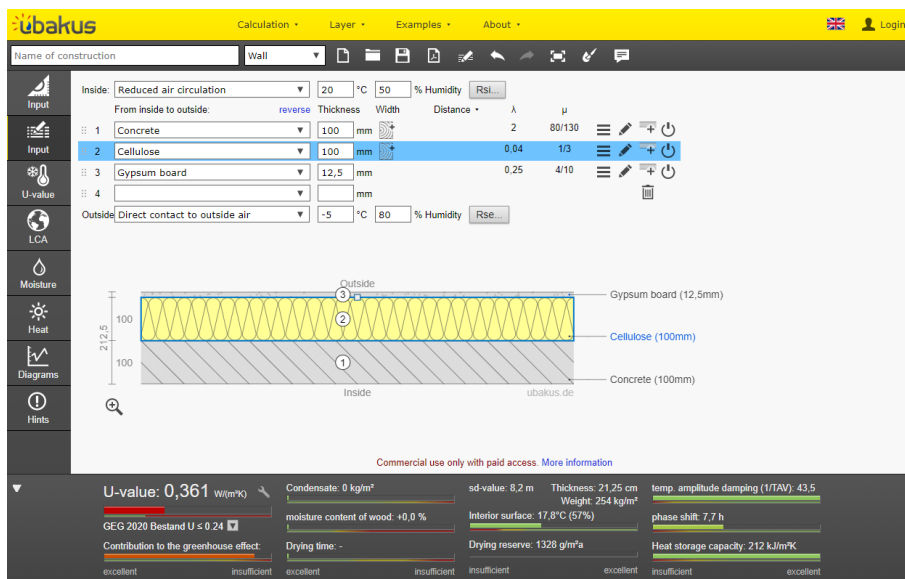 ubakus
Calculation • Layer • Examples • About • Login
Name of construction Wall
Input
Input
U-value
LCA
Moisture
Heat
Diagrams
Hints
Inside: Reduced air circulation 20 °C 50 % Humidity Rsi...
From inside to outside: reverse Thickness Width Distance • λ μ
1 Concrete 100 mm 2 80/130
2 Cellulose 100 mm 0,04 1/3
3 Gypsum board 12,5 mm 0,25 4/10
4 mm
Outside Direct contact to outside air -5 °C 80 % Humidity Rse...
Outside
3 Gypsum board (12,5mm)
100 2 Cellulose (100mm)
212,5
100 1 Concrete (100mm)
Inside ubakus.de
Commercial use only with paid access. More information
U-value: 0,361 W/(m²K)
GEG 2020 Bestand U ≤ 0.24
Contribution to the greenhouse effect:
excellent insufficient
Condensate: 0 kg/m²
moisture content of wood: +0,0 %
Drying time: -
excellent insufficient
sd-value: 8,2 m Thickness: 21,25 cm
Weight: 254 kg/m²
Interior surface: 17,8°C (57%)
Drying reserve: 1328 g/m²a
insufficient excellent
temp. amplitude damping (1/TAV): 43,5
phase shift: 7,7 h
Heat storage capacity: 212 kJ/m²K
insufficient excellent